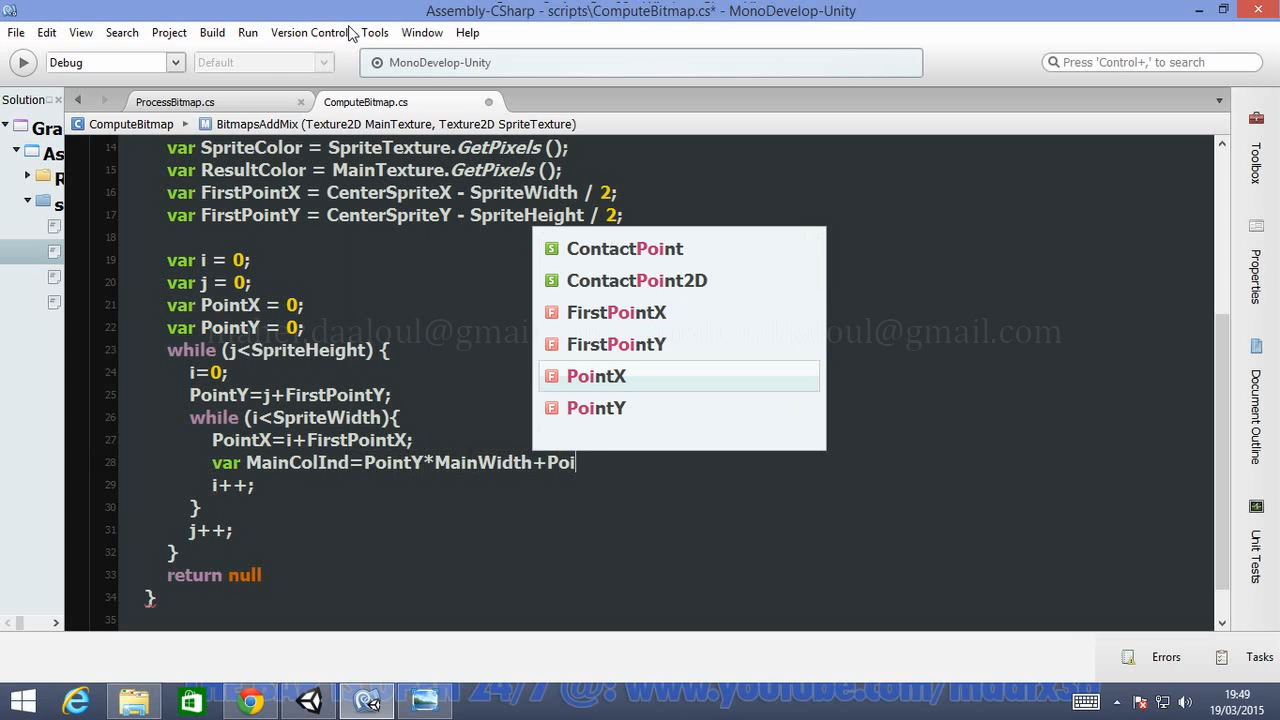 Assembly-CSharp - scripts\ComputeBitmap.cs* - MonoDevelop-Unity
File Edit View Search Project Build Run Version Control Tools Window Help
Debug Default MonoDevelop-Unity Press 'Control+,' to search
Solution ProcessBitmap.cs ComputeBitmap.cs
ComputeBitmap BitmapsAddMix (Texture2D MainTexture, Texture2D SpriteTexture)
Gra
As
R
s
14 var SpriteColor = SpriteTexture.GetPixels ();
15 var ResultColor = MainTexture.GetPixels ();
16 var FirstPointX = CenterSpriteX - SpriteWidth / 2;
17 var FirstPointY = CenterSpriteY - SpriteHeight / 2;
18
19 var i = 0;
20 var j = 0;
21 var PointX = 0;
22 var PointY = 0;
23 while (j<SpriteHeight) {
24 i=0;
25 PointY=j+FirstPointY;
26 while (i<SpriteWidth){
27 PointX=i+FirstPointX;
28 var MainColInd=PointY*MainWidth+Poi
29 i++;
30 }
31 j++;
32 }
33 return null
34 }
35
ContactPoint
ContactPoint2D
FirstPointX
FirstPointY
PointX
PointY
Toolbox
Properties
Document Outline
Unit Tests
Errors Tasks
24/7 @: www.youtube.com/
19:49
19/03/2015